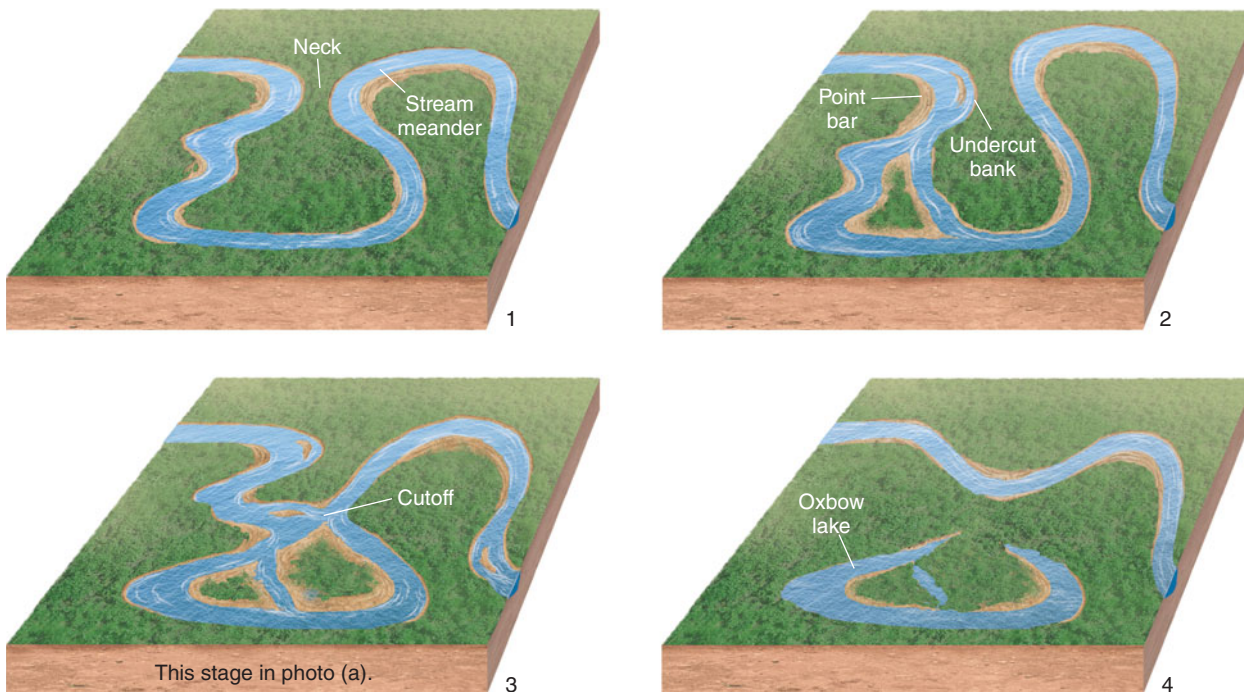 Neck
Stream
meander
1
Point
bar
Undercut
bank
2
Cutoff
This stage in photo (a).
3
Oxbow
lake
4